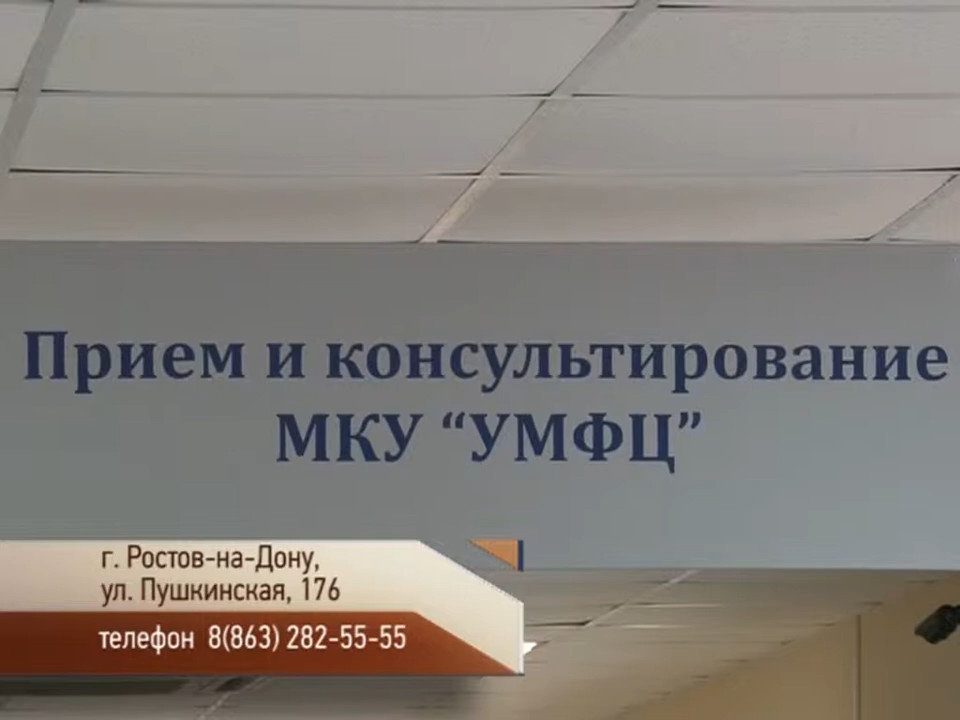 Прием и консультирование
МКУ “УМФЦ”
г. Ростов-на-Дону,
ул. Пушкинская, 176
телефон 8(863) 282-55-55